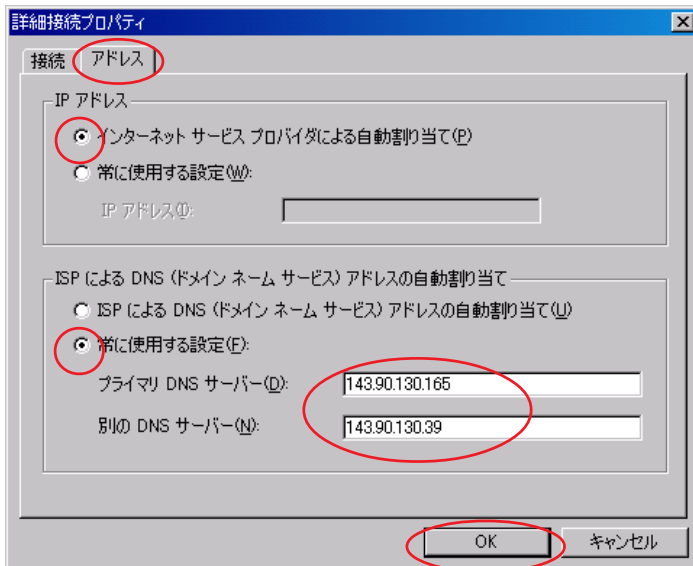 詳細接続プロパティ
接続 アドレス
IP アドレス
インターネット サービス プロバイダによる自動割り当て(P)
常に使用する設定(W):
IP アドレス(I):
ISP による DNS (ドメイン ネーム サービス) アドレスの自動割り当て
ISP による DNS (ドメイン ネーム サービス) アドレスの自動割り当て(U)
常に使用する設定(F):
プライマリ DNS サーバー(D): 143.90.130.165
別の DNS サーバー(N): 143.90.130.39
OK キャンセル